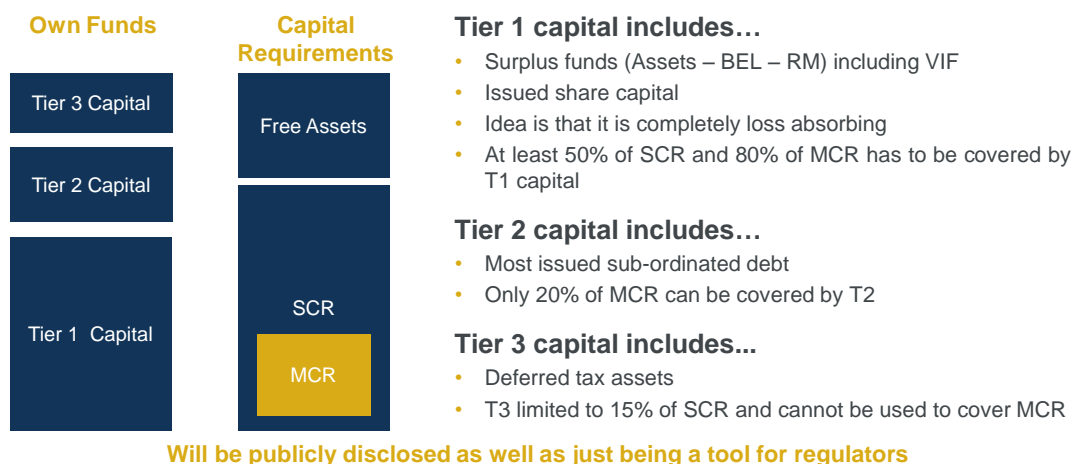 Own Funds
Capital
Requirements
Tier 3 Capital
Tier 2 Capital
Tier 1 Capital
Free Assets
SCR
MCR
Tier 1 capital includes…
• Surplus funds (Assets – BEL – RM) including VIF
• Issued share capital
• Idea is that it is completely loss absorbing
• At least 50% of SCR and 80% of MCR has to be covered by
T1 capital
Tier 2 capital includes…
• Most issued sub-ordinated debt
• Only 20% of MCR can be covered by T2
Tier 3 capital includes...
• Deferred tax assets
• T3 limited to 15% of SCR and cannot be used to cover MCR
Will be publicly disclosed as well as just being a tool for regulators